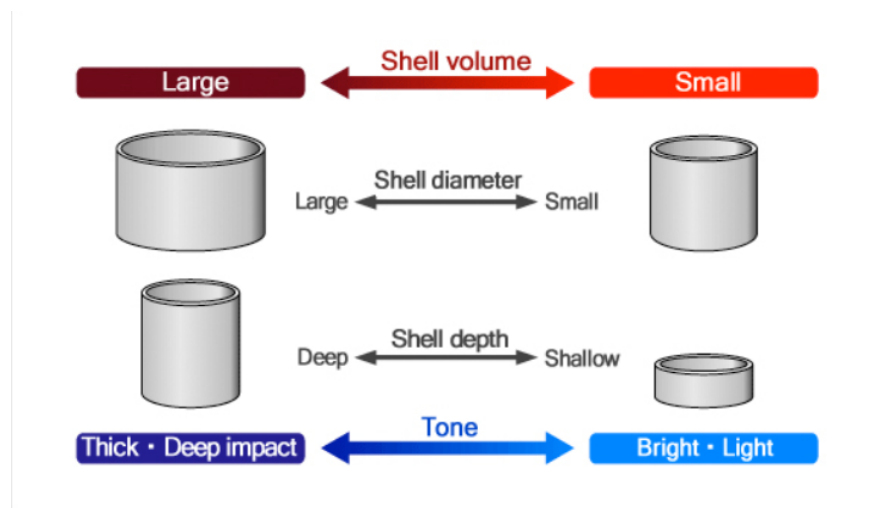 Shell volume
Large
Small
Shell diameter
Large
Small
Shell depth
Deep
Shallow
Tone
Thick・Deep impact
Bright・Light